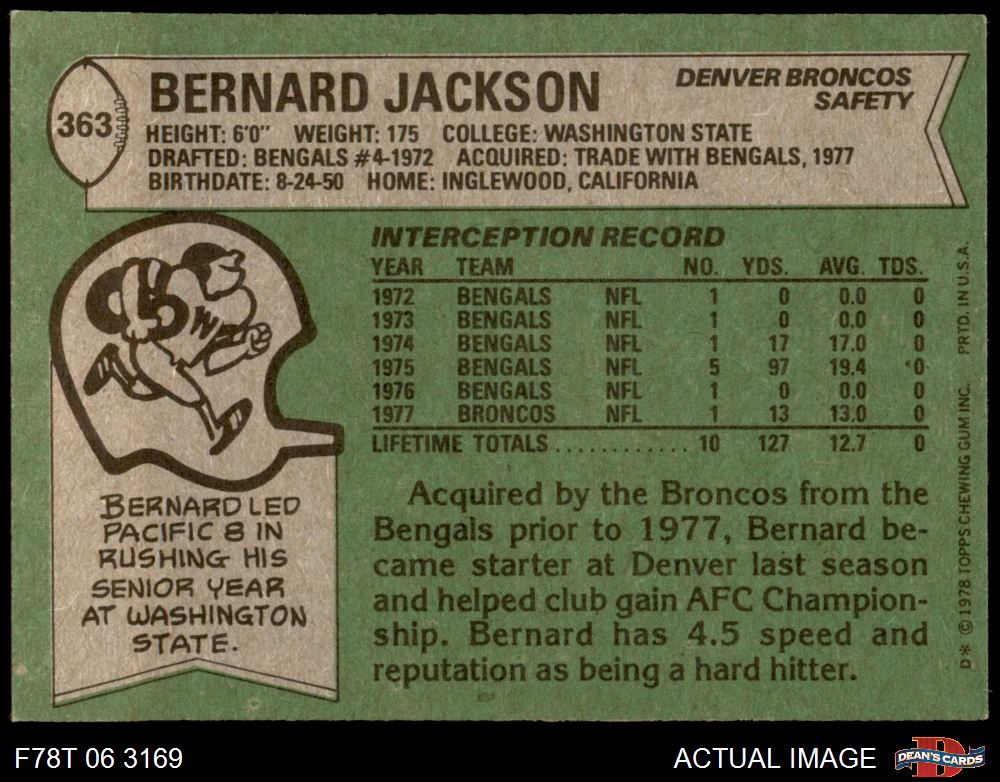 363
BERNARD JACKSON
DENVER BRONCOS
SAFETY
HEIGHT: 6'0" WEIGHT: 175 COLLEGE: WASHINGTON STATE
DRAFTED: BENGALS #4-1972 ACQUIRED: TRADE WITH BENGALS, 1977
BIRTHDATE: 8-24-50 HOME: INGLEWOOD, CALIFORNIA
W
BERNARD LED
PACIFIC 8 IN
RUSHING HIS
SENIOR YEAR
AT WASHINGTON
STATE.
INTERCEPTION RECORD
YEAR TEAM NO. YDS. AVG. TDS.
1972 BENGALS NFL 1 0 0.0 0
1973 BENGALS NFL 1 0 0.0 0
1974 BENGALS NFL 1 17 17.0 0
1975 BENGALS NFL 5 97 19.4 0
1976 BENGALS NFL 1 0 0.0 0
1977 BRONCOS NFL 1 13 13.0 0
LIFETIME TOTALS ............ 10 127 12.7 0
Acquired by the Broncos from the
Bengals prior to 1977, Bernard be-
came starter at Denver last season
and helped club gain AFC Champion-
ship. Bernard has 4.5 speed and
reputation as being a hard hitter.
D* © 1978 TOPPS CHEWING GUM INC. PRTD. IN U.S.A.
F78T 06 3169
ACTUAL IMAGE
D
DEAN'S CARDS